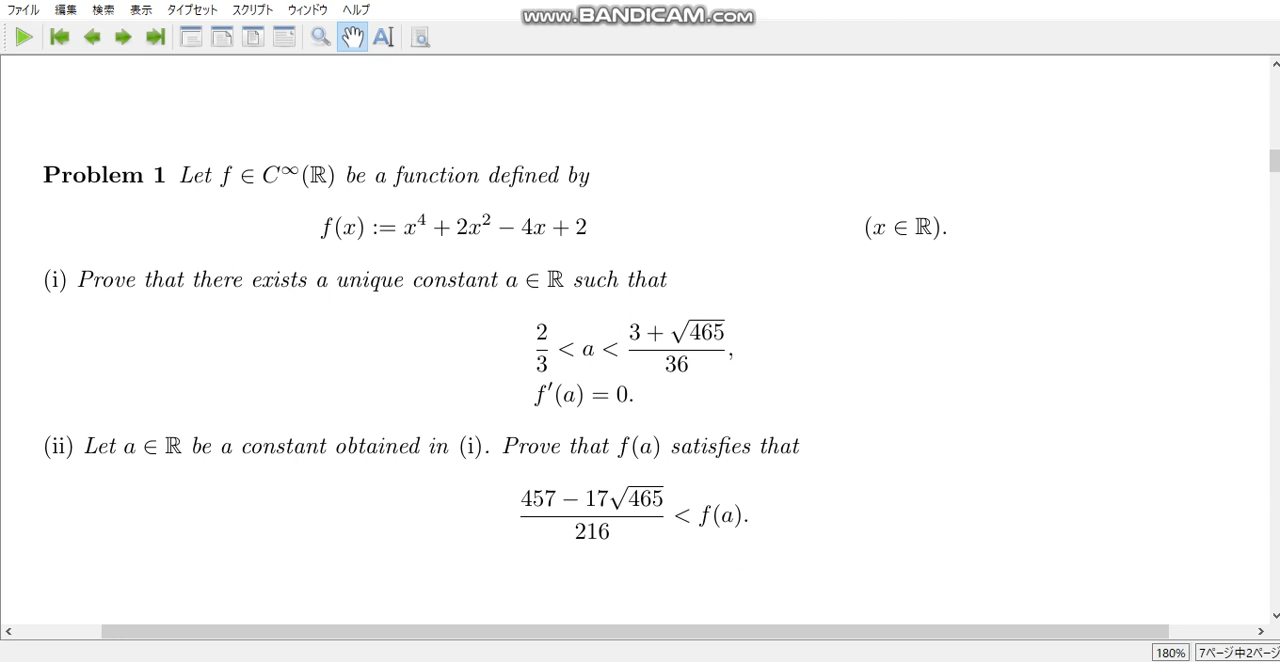 ファイル 編集 検索 表示 タイプセット スクリプト ウィンドウ ヘルプ
www.BANDICAM.com
Problem 1 Let f ∈ C^∞(ℝ) be a function defined by
f(x) := x^4 + 2x^2 − 4x + 2 (x ∈ ℝ).
(i) Prove that there exists a unique constant a ∈ ℝ such that
2/3 < a < (3 + √465)/36,
f′(a) = 0.
(ii) Let a ∈ ℝ be a constant obtained in (i). Prove that f(a) satisfies that
(457 − 17√465)/216 < f(a).
180% 7ページ中2ページ